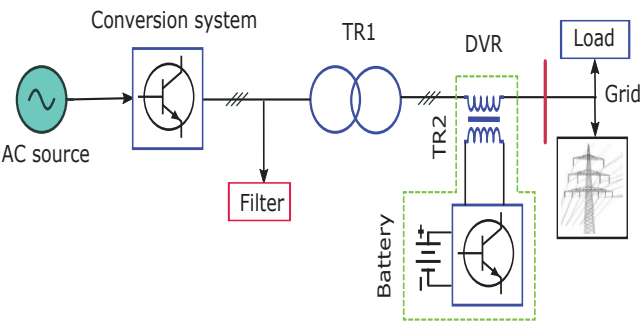 Conversion system
TR1
DVR
Load
Grid
AC source
TR2
Filter
Battery